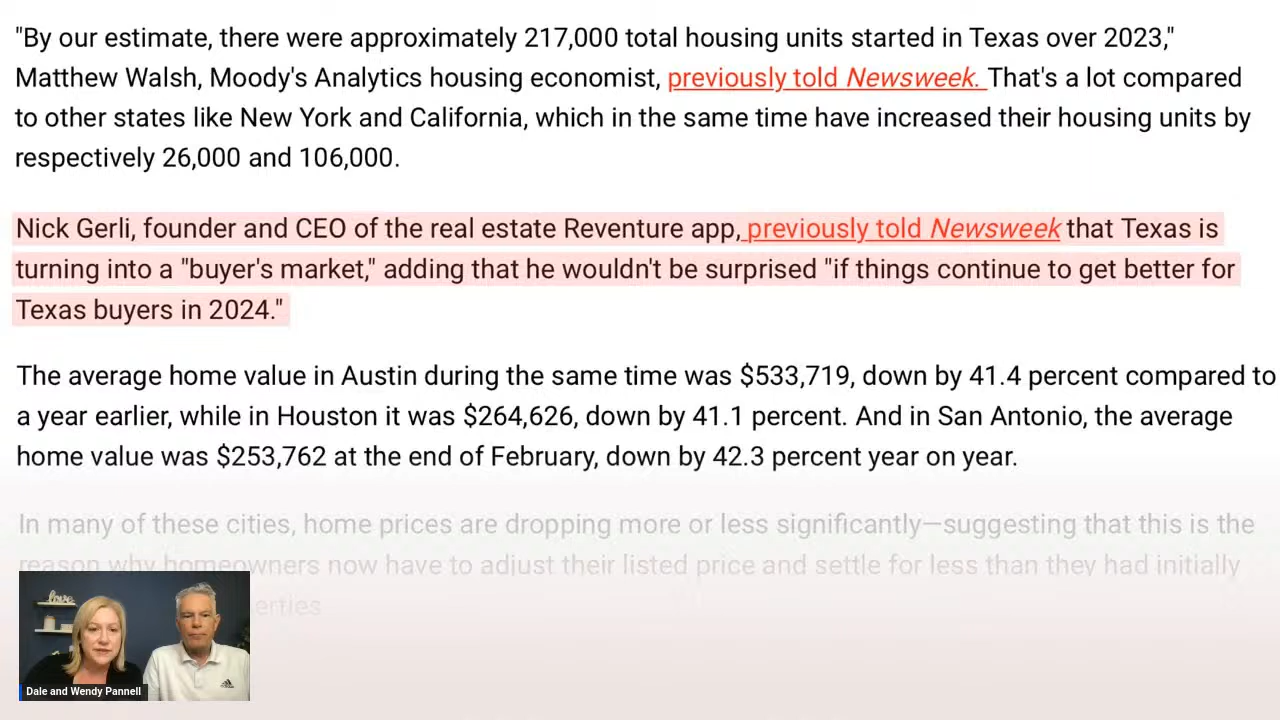 "By our estimate, there were approximately 217,000 total housing units started in Texas over 2023,"
Matthew Walsh, Moody's Analytics housing economist, previously told Newsweek. That's a lot compared
to other states like New York and California, which in the same time have increased their housing units by
respectively 26,000 and 106,000.
Nick Gerli, founder and CEO of the real estate Reventure app, previously told Newsweek that Texas is
turning into a "buyer's market," adding that he wouldn't be surprised "if things continue to get better for
Texas buyers in 2024."
The average home value in Austin during the same time was $533,719, down by 41.4 percent compared to
a year earlier, while in Houston it was $264,626, down by 41.1 percent. And in San Antonio, the average
home value was $253,762 at the end of February, down by 42.3 percent year on year.
In many of these cities, home prices are dropping more or less significantly—suggesting that this is the
reason why homeowners now have to adjust their listed price and settle for less than they had initially
erties
love
Dale and Wendy Pannell